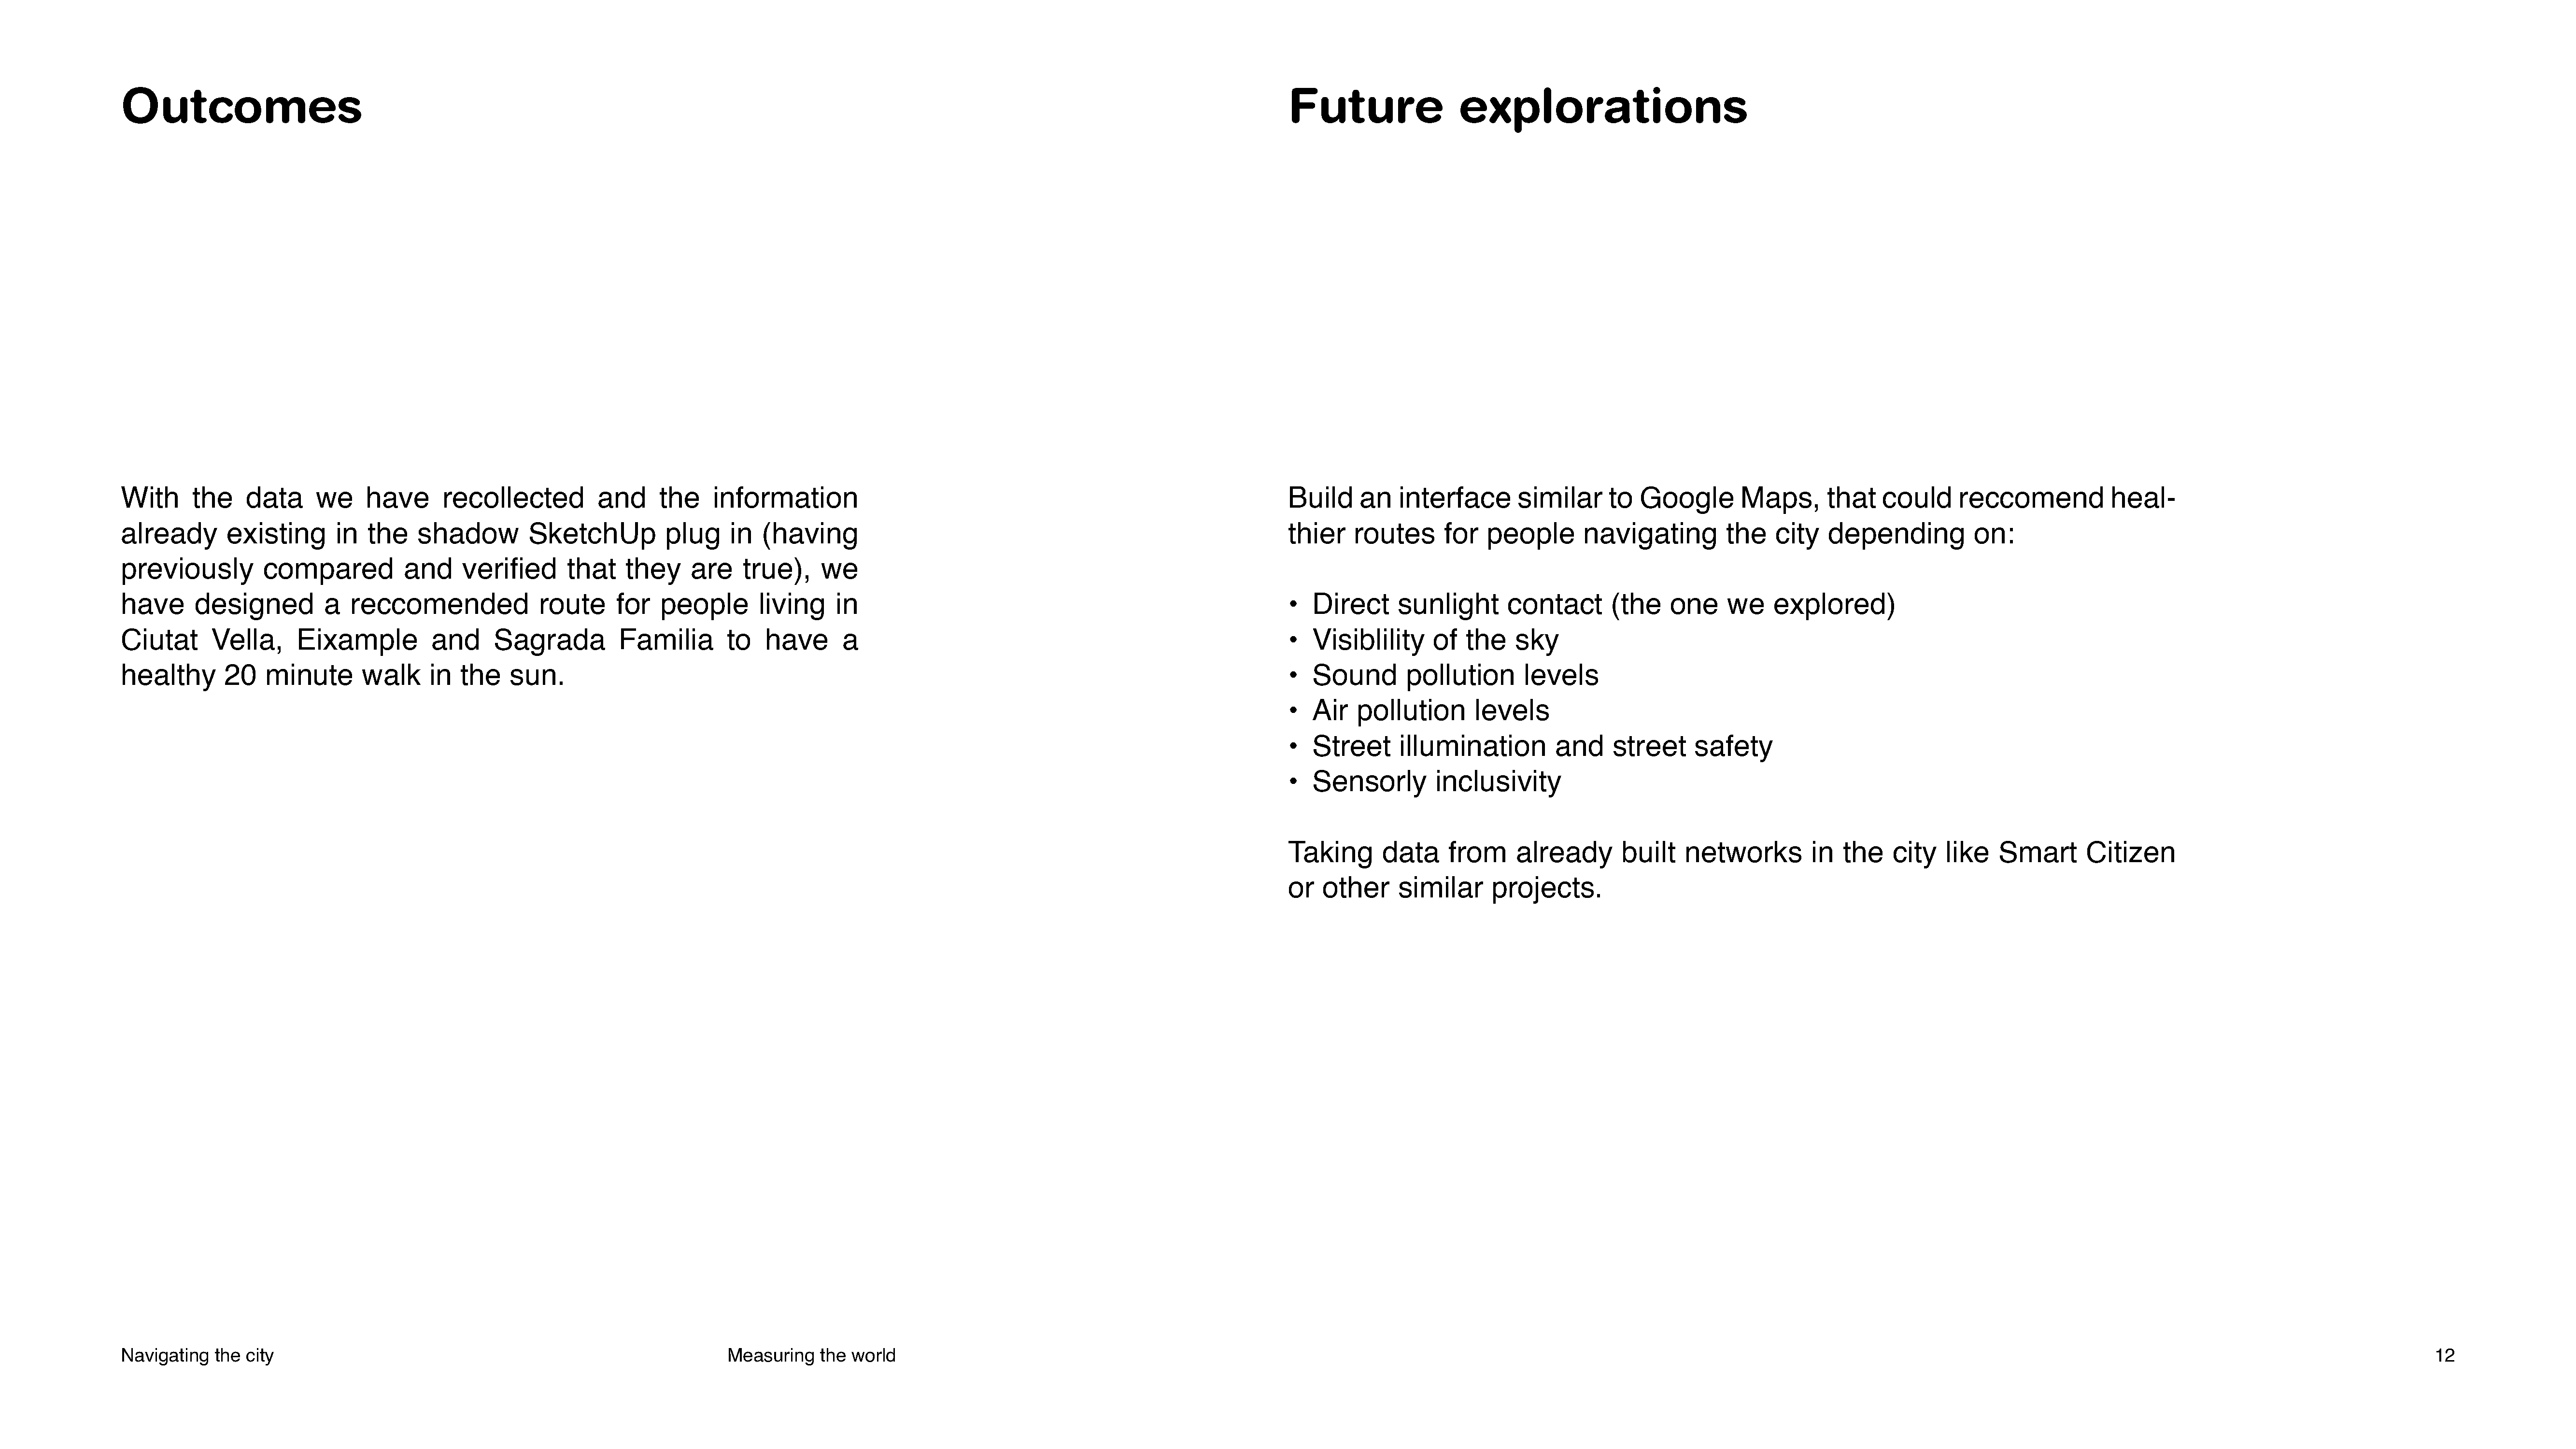 Outcomes
With the data we have recollected and the information
already existing in the shadow SketchUp plug in (having
previously compared and verified that they are true), we
have designed a reccomended route for people living in
Ciutat Vella, Eixample and Sagrada Familia to have a
healthy 20 minute walk in the sun.
Future explorations
Build an interface similar to Google Maps, that could reccomend heal-
thier routes for people navigating the city depending on:
• Direct sunlight contact (the one we explored)
• Visiblility of the sky
• Sound pollution levels
• Air pollution levels
• Street illumination and street safety
• Sensorly inclusivity
Taking data from already built networks in the city like Smart Citizen
or other similar projects.
Navigating the city
Measuring the world
12